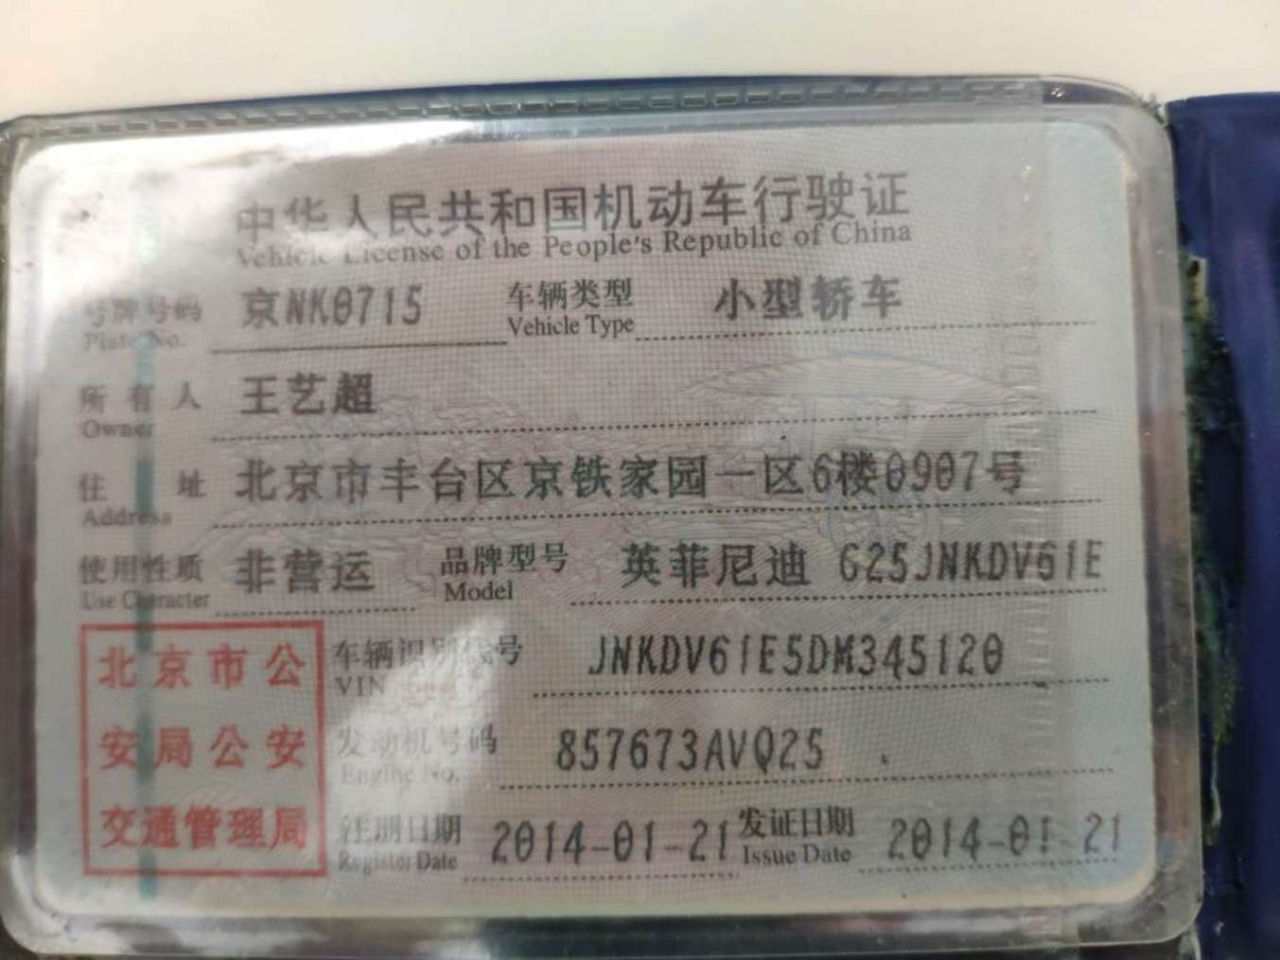 中华人民共和国机动车行驶证
Vehicle License of the People's Republic of China
号牌号码 京NK0715 车辆类型 小型轿车
Plate No. Vehicle Type
所有人 王艺超
Owner
住址 北京市丰台区京铁家园一区6楼0907号
Address
使用性质 非营运 品牌型号 英菲尼迪 G25JNKDV61E
Use Character Model
车辆识别代号 JNKDV61E5DM345120
VIN
发动机号码 857673AVQ25
Engine No.
注册日期 2014-01-21 发证日期 2014-01-21
Register Date Issue Date
北京市公
安局公安
交通管理局